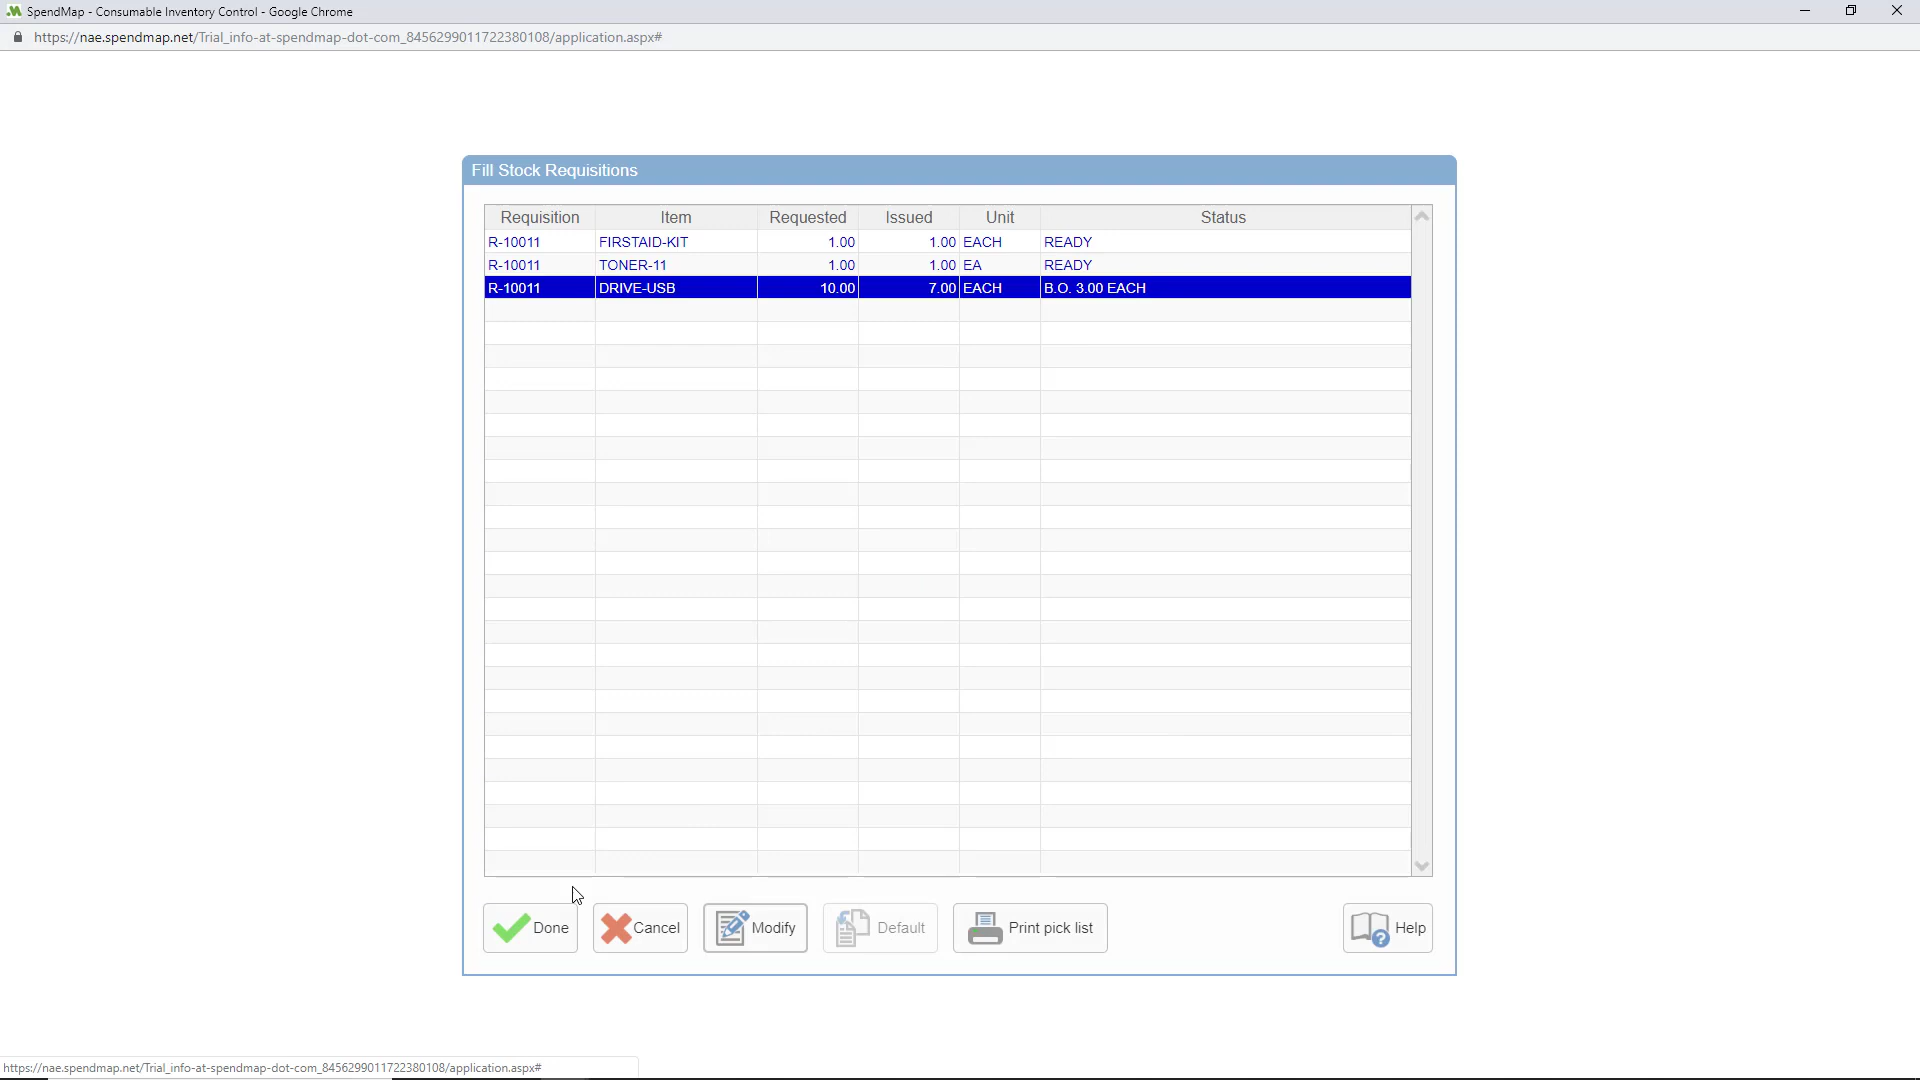 SpendMap - Consumable Inventory Control - Google Chrome
https://nae.spendmap.net/Trial_info-at-spendmap-dot-com_8456299011722380108/application.aspx#
Fill Stock Requisitions
Requisition Item Requested Issued Unit Status
R-10011 FIRSTAID-KIT 1.00 1.00 EACH READY
R-10011 TONER-11 1.00 1.00 EA READY
R-10011 DRIVE-USB 10.00 7.00 EACH B.O. 3.00 EACH
Done Cancel Modify Default Print pick list Help
https://nae.spendmap.net/Trial_info-at-spendmap-dot-com_8456299011722380108/application.aspx#